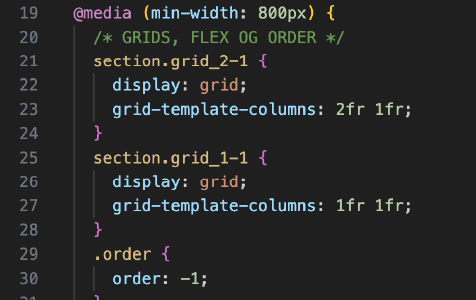 19 @media (min-width: 800px) {
20 /* GRIDS, FLEX OG ORDER */
21 section.grid_2-1 {
22 display: grid;
23 grid-template-columns: 2fr 1fr;
24 }
25 section.grid_1-1 {
26 display: grid;
27 grid-template-columns: 1fr 1fr;
28 }
29 .order {
30 order: -1;
31 }